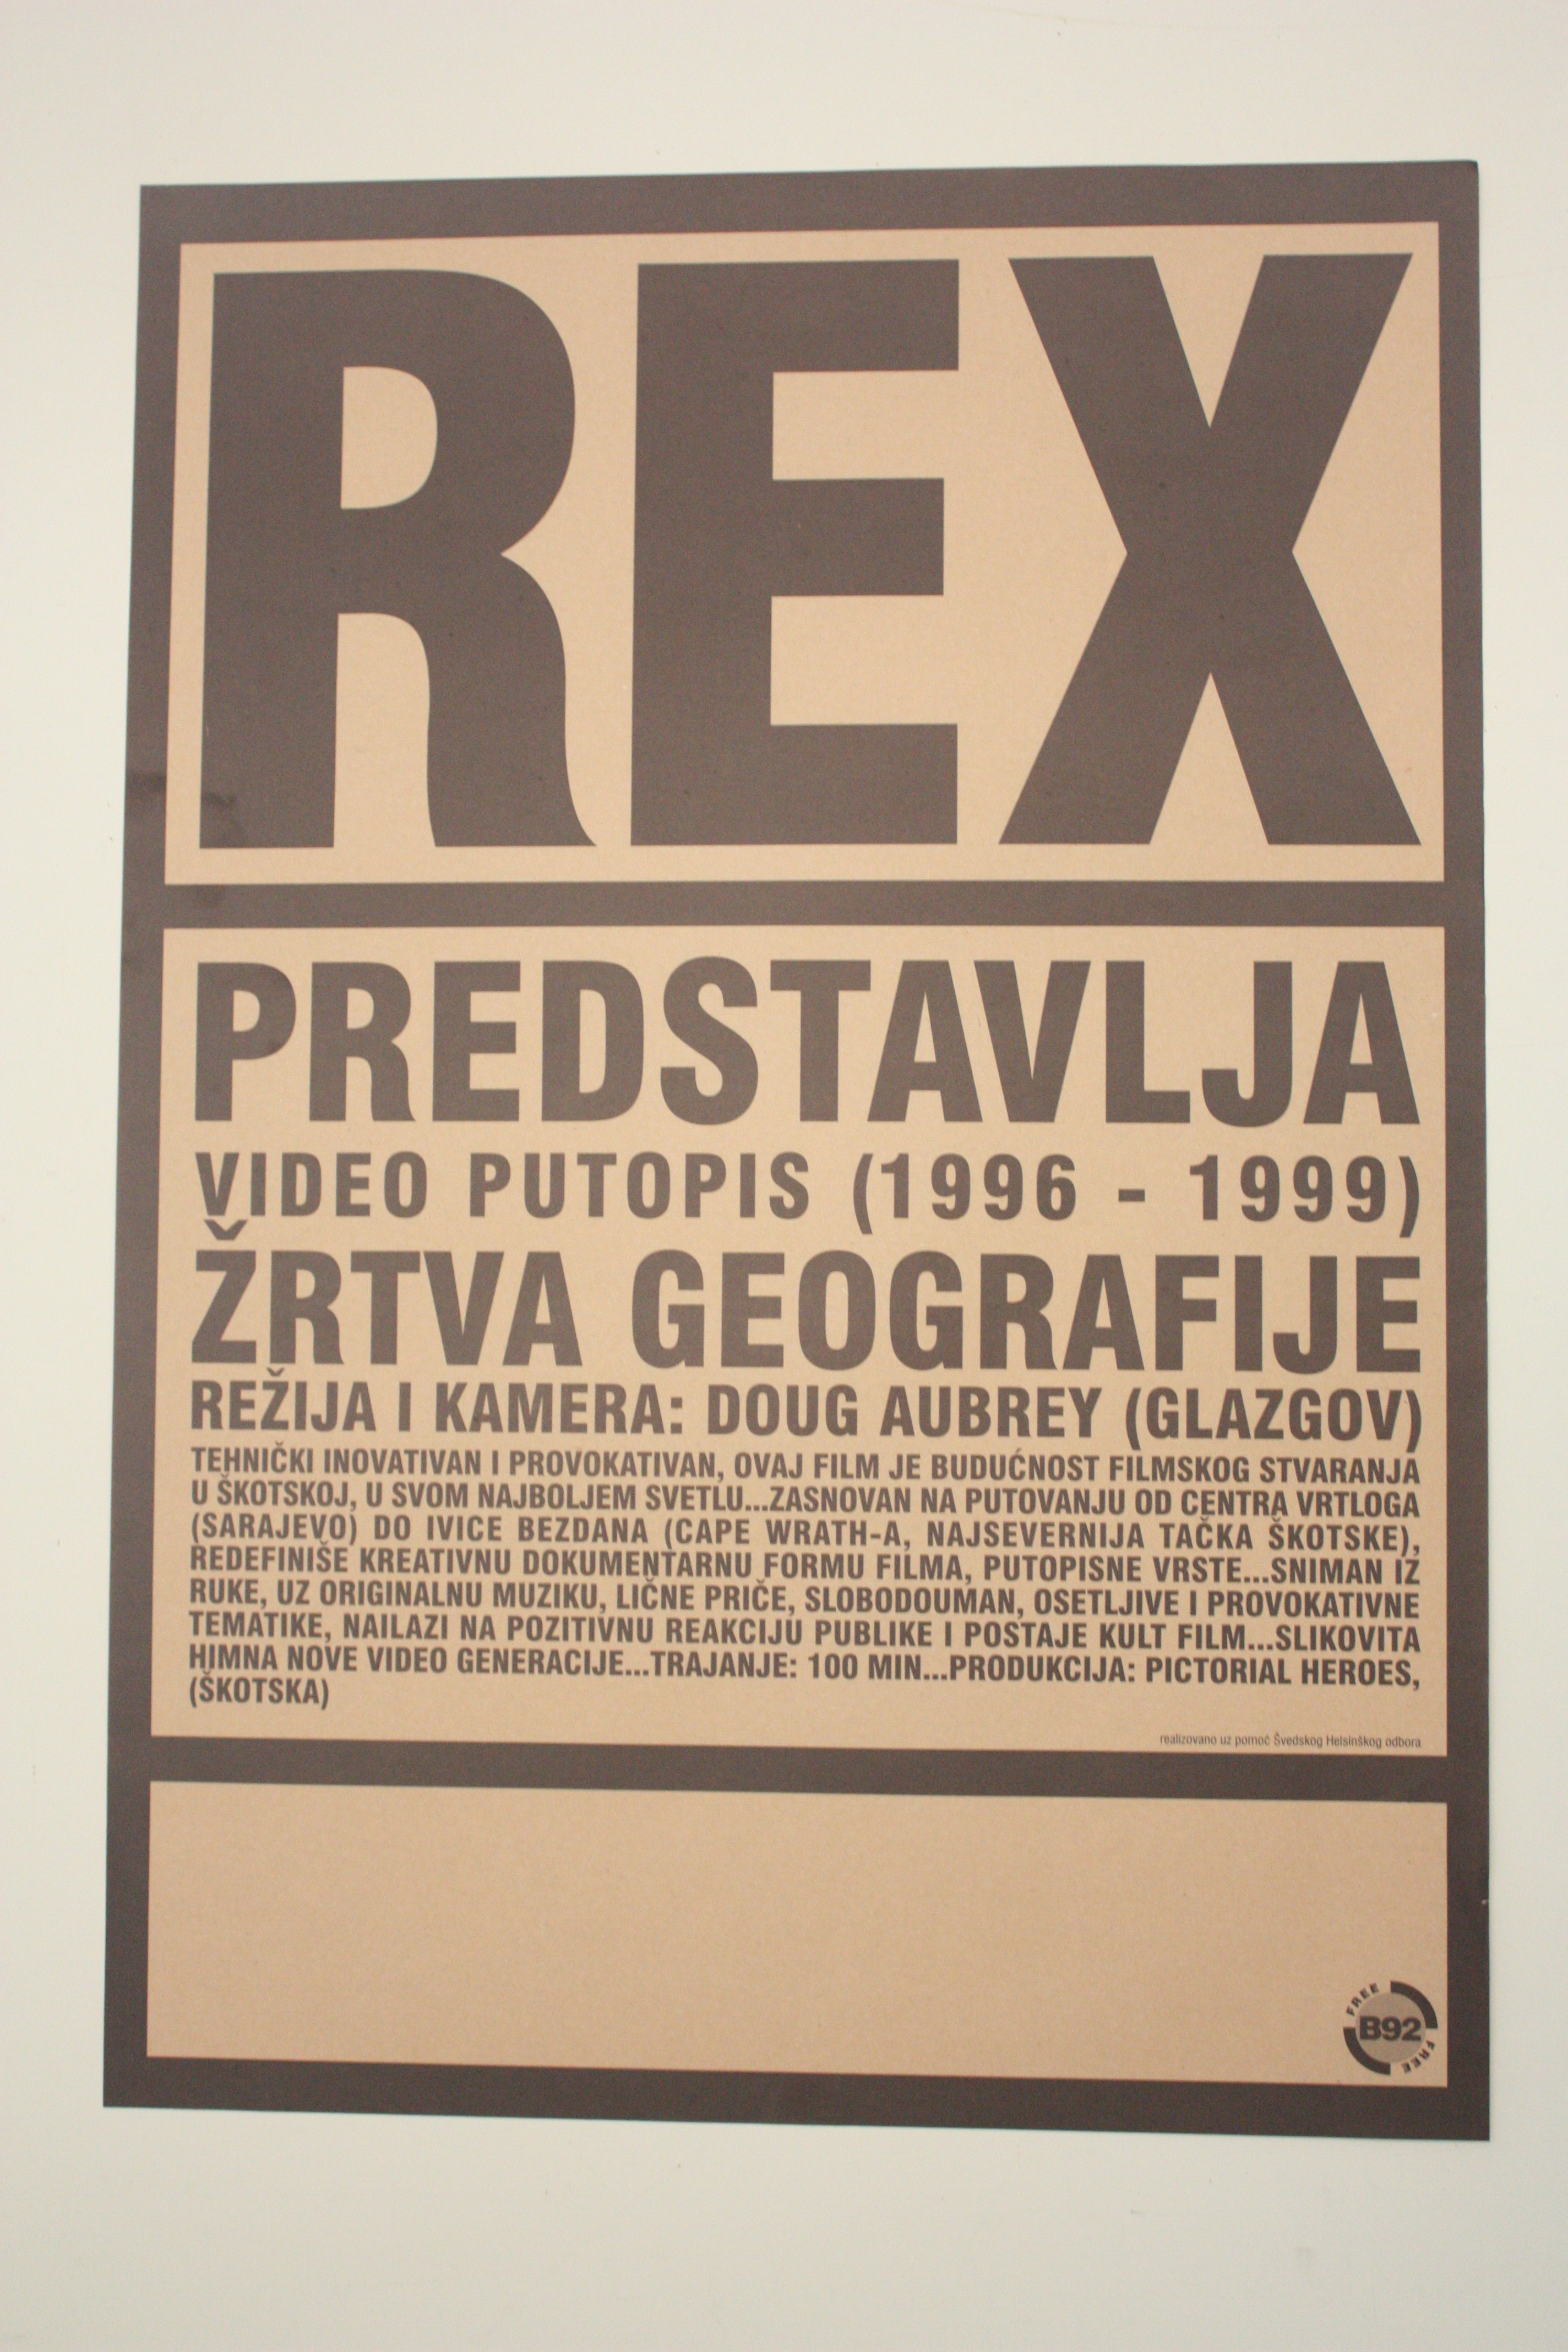 REX
PREDSTAVLJA
VIDEO PUTOPIS (1996 - 1999)
ŽRTVA GEOGRAFIJE
REŽIJA I KAMERA: DOUG AUBREY (GLAZGOV)
TEHNIČKI INOVATIVAN I PROVOKATIVAN, OVAJ FILM JE BUDUĆNOST FILMSKOG STVARANJA
U ŠKOTSKOJ, U SVOM NAJBOLJEM SVETLU...ZASNOVAN NA PUTOVANJU OD CENTRA VRTLOGA
(SARAJEVO) DO IVICE BEZDANA (CAPE WRATH-A, NAJSEVERNIJA TAČKA ŠKOTSKE),
REDEFINIŠE KREATIVNU DOKUMENTARNU FORMU FILMA, PUTOPISNE VRSTE...SNIMAN IZ
RUKE, UZ ORIGINALNU MUZIKU, LIČNE PRIČE, SLOBODOUMAN, OSETLJIVE I PROVOKATIVNE
TEMATIKE, NAILAZI NA POZITIVNU REAKCIJU PUBLIKE I POSTAJE KULT FILM...SLIKOVITA
HIMNA NOVE VIDEO GENERACIJE...TRAJANJE: 100 MIN...PRODUKCIJA: PICTORIAL HEROES,
(ŠKOTSKA)
realizovano uz pomoć Švedskog Helsinškog odbora
FREE
B92
FREE